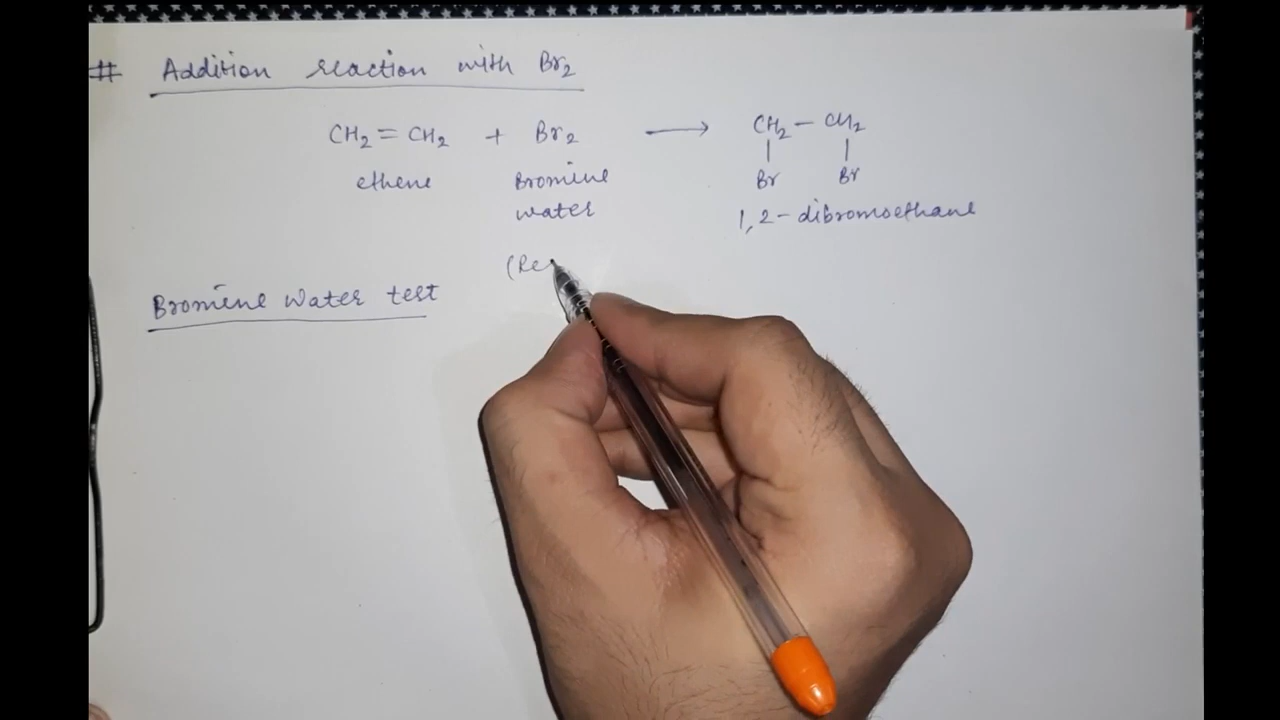 # Addition reaction with Br₂
CH₂=CH₂ + Br₂ ⟶ CH₂–CH₂
| |
ethene Bromine Br Br
water 1,2-dibromoethane
(Re
Bromine Water test